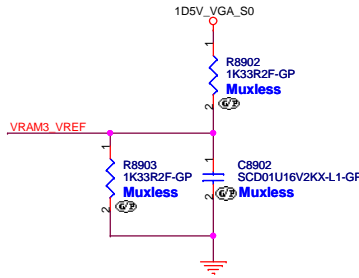 1D5V_VGA_S0
1
R8902
1K33R2F-GP
Muxless
2
G/P
VRAM3_VREF
1
R8903
1K33R2F-GP
Muxless
2
G/P
1
C8902
SCD01U16V2KX-L1-GP
Muxless
2
G/P